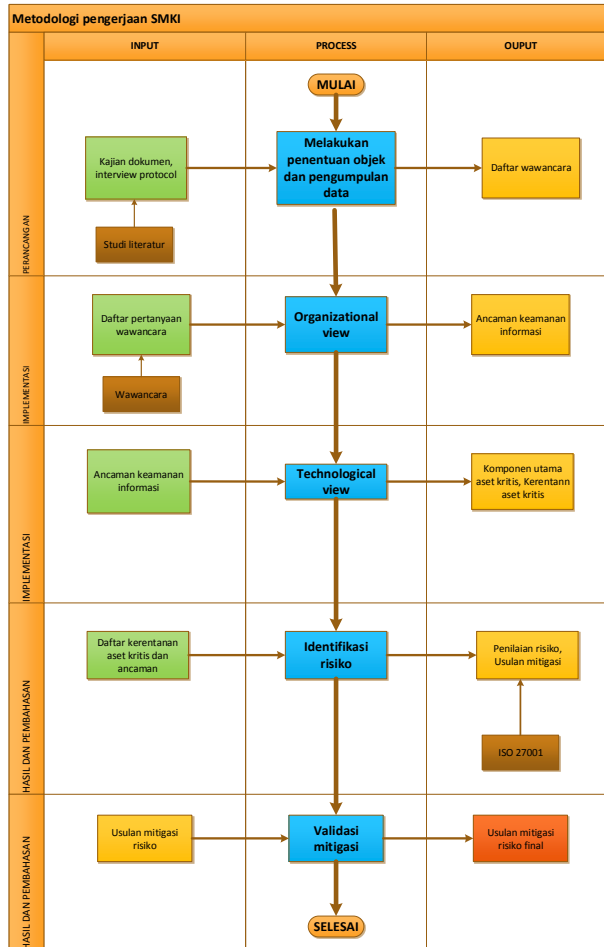 Metodologi pengerjaan SMKI
INPUT
PROCESS
OUPUT
PERANCANGAN
MULAI
Kajian dokumen,
interview protocol
Melakukan
penentuan objek
dan pengumpulan
data
Daftar wawancara
Studi literatur
IMPLEMENTASI
Daftar pertanyaan
wawancara
Organizational
view
Ancaman keamanan
informasi
Wawancara
IMPLEMENTASI
Ancaman keamanan
informasi
Technological
view
Komponen utama
aset kritis, Kerentann
aset kritis
HASIL DAN PEMBAHASAN
Daftar kerentanan
aset kritis dan
ancaman
Identifikasi
risiko
Penilaian risiko,
Usulan mitigasi
ISO 27001
HASIL DAN PEMBAHASAN
Usulan mitigasi
risiko
Validasi
mitigasi
Usulan mitigasi
risiko final
SELESAI